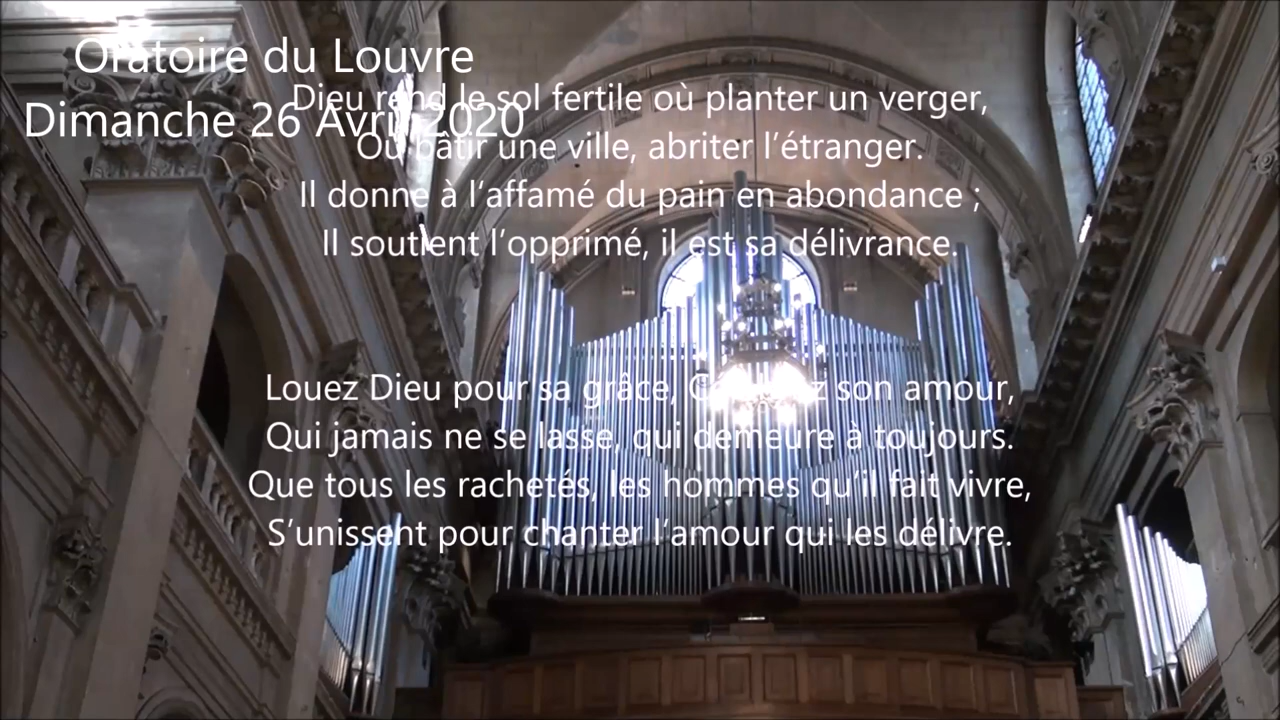 Oratoire du Louvre
Dimanche 26 Avril 2020
Dieu rend le sol fertile où planter un verger,
Où bâtir une ville, abriter l’étranger.
Il donne à l’affamé du pain en abondance ;
Il soutient l’opprimé, il est sa délivrance.
Louez Dieu pour sa grâce, son amour,
Qui jamais ne se lasse, qui demeure à toujours.
Que tous les rachetés, les hommes qu’il fait vivre,
S’unissent pour chanter l’amour qui les délivre.